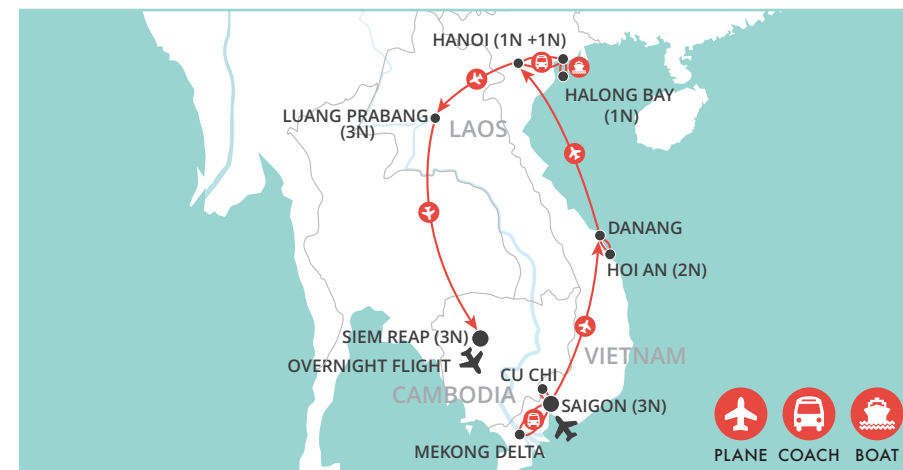 HANOI (1N +1N)
HALONG BAY
(1N)
LUANG PRABANG
(3N)
LAOS
DANANG
HOI AN (2N)
SIEM REAP (3N)
OVERNIGHT FLIGHT
VIETNAM
CU CHI
CAMBODIA
SAIGON (3N)
MEKONG DELTA
PLANE COACH BOAT